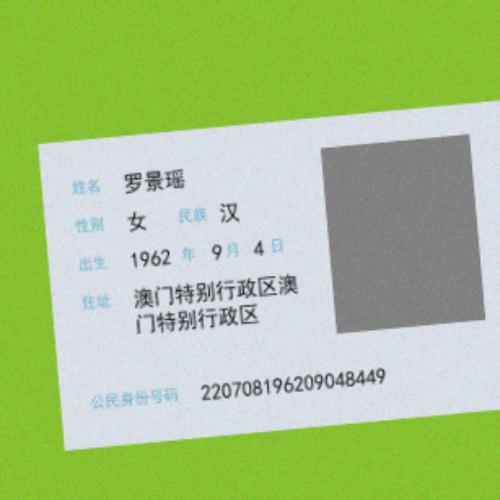 姓名 罗景瑶
性别 女 民族 汉
出生 1962 年 9 月 4 日
住址 澳门特别行政区澳
门特别行政区
公民身份号码 220708196209048449